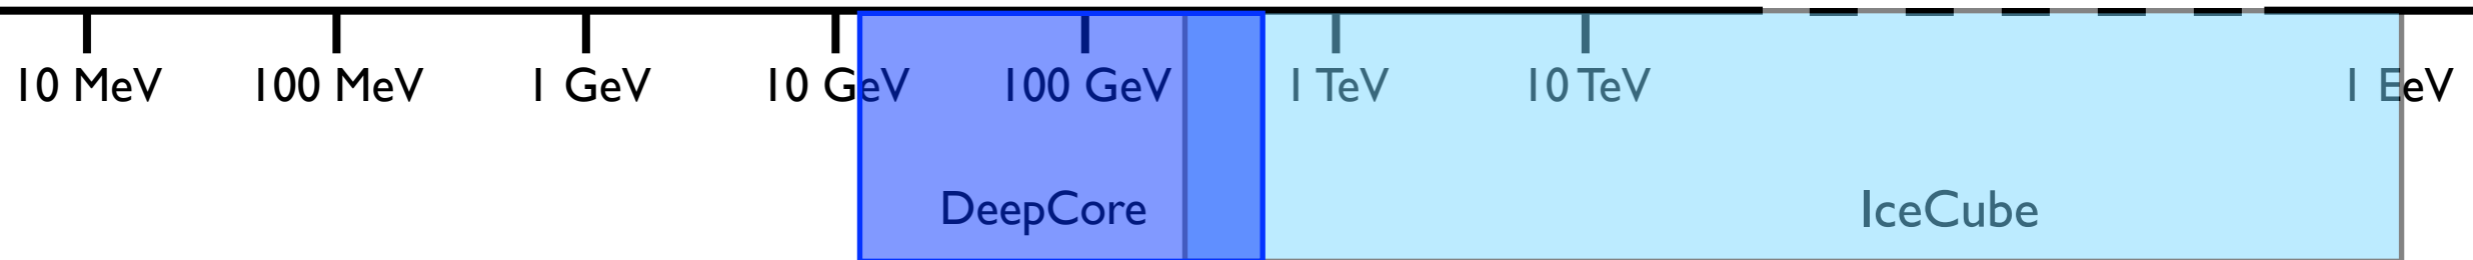 10 MeV 100 MeV 1 GeV 10 GeV 100 GeV 1 TeV 10 TeV 1 EeV
DeepCore IceCube